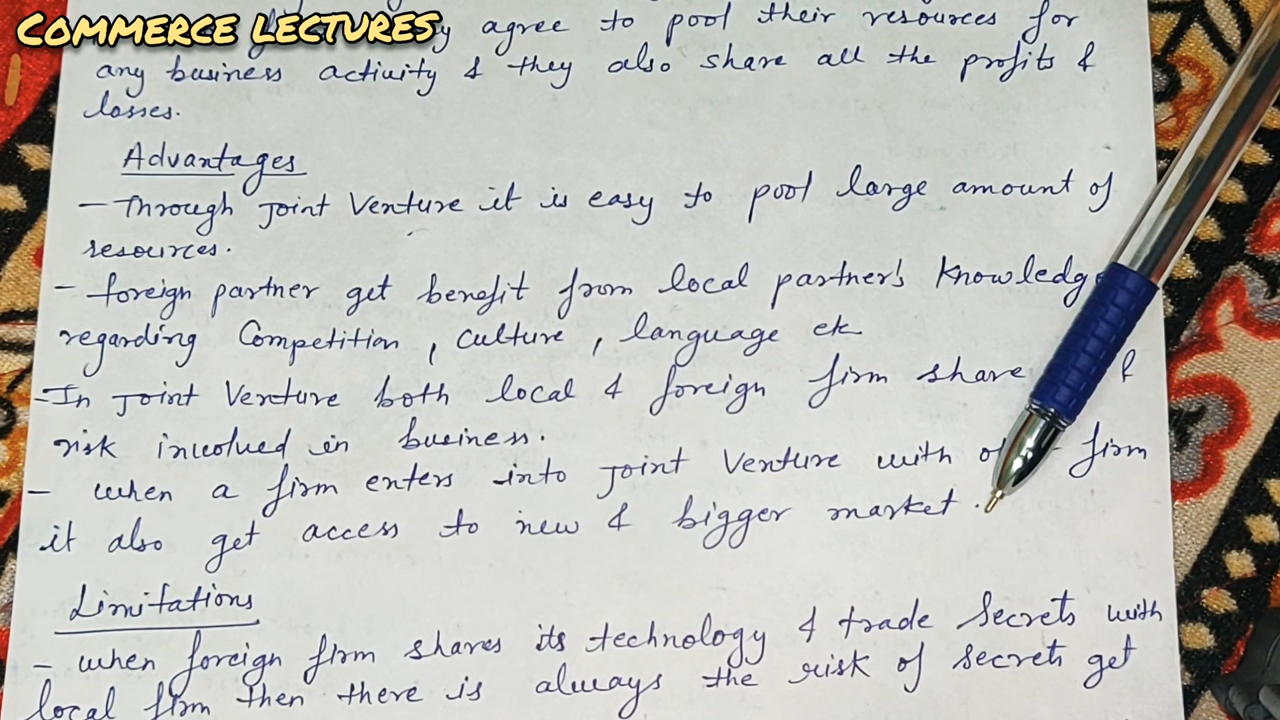 COMMERCE LECTURES
agree to pool their resources for
any business activity & they also share all the profits &
losses.
Advantages
- Through Joint Venture it is easy to pool large amount of
resources.
- foreign partner get benefit from local partner's Knowledge
regarding Competition, culture, language etc
- In Joint Venture both local & foreign firm share
risk involved in business.
- when a firm enters into Joint Venture with firm
it also get access to new & bigger market.
Limitations
- when foreign firm shares its technology & trade Secrets with
local firm then there is always the risk of secrets get